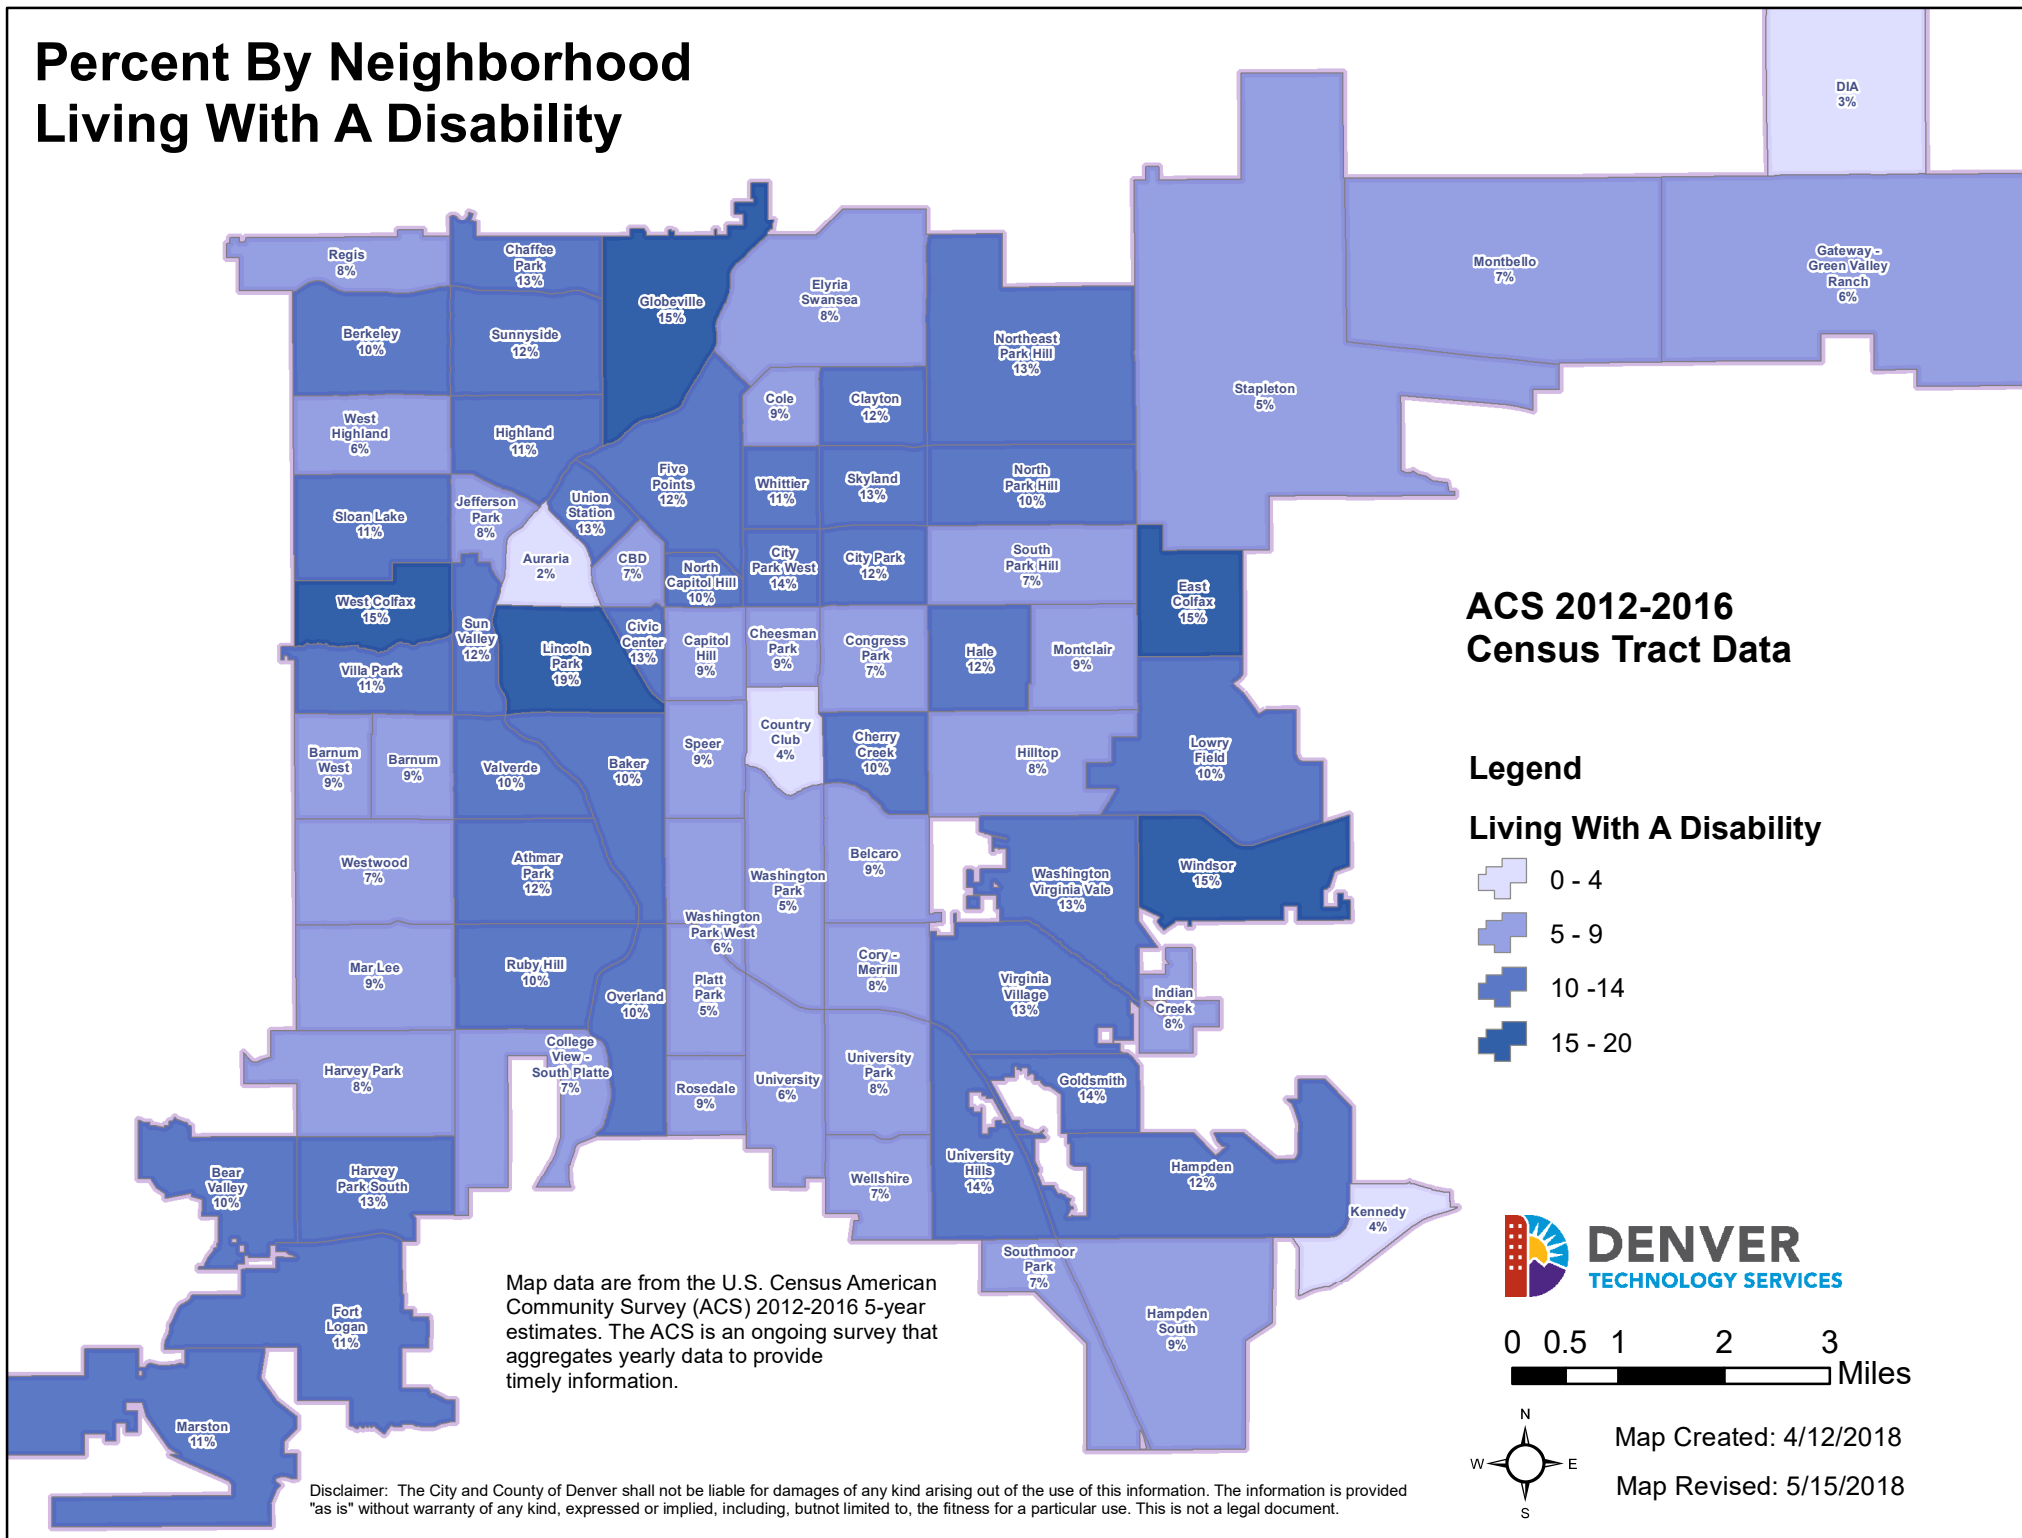 Percent By Neighborhood
Living With A Disability
DIA
3%
Regis
8%
Chaffee
Park
13%
Globeville
15%
Elyria
Swansea
8%
Montbello
7%
Gateway -
Green Valley
Ranch
6%
Berkeley
10%
Sunnyside
12%
Northeast
Park Hill
13%
Stapleton
5%
West
Highland
6%
Highland
11%
Cole
9%
Clayton
12%
Five
Points
12%
Whittier
11%
Skyland
13%
North
Park Hill
10%
Sloan Lake
11%
Jefferson
Park
8%
Union
Station
13%
Auraria
2%
CBD
7%
North
Capitol Hill
10%
City
Park West
14%
City Park
12%
South
Park Hill
7%
East
Colfax
15%
West Colfax
15%
Sun
Valley
12%
Lincoln
Park
19%
Civic
Center
13%
Capitol
Hill
9%
Cheesman
Park
9%
Congress
Park
7%
Hale
12%
Montclair
9%
Villa Park
11%
Barnum
West
9%
Barnum
9%
Valverde
10%
Baker
10%
Speer
9%
Country
Club
4%
Cherry
Creek
10%
Hilltop
8%
Lowry
Field
10%
Westwood
7%
Athmar
Park
12%
Washington
Park
5%
Belcaro
9%
Washington
Virginia Vale
13%
Windsor
15%
Washington
Park West
6%
Mar Lee
9%
Ruby Hill
10%
Overland
10%
Platt
Park
5%
Cory -
Merrill
8%
Virginia
Village
13%
Indian
Creek
8%
Harvey Park
8%
College
View -
South Platte
7%
Rosedale
9%
University
6%
University
Park
8%
Goldsmith
14%
Bear
Valley
10%
Harvey
Park South
13%
Wellshire
7%
University
Hills
14%
Hampden
12%
Kennedy
4%
Southmoor
Park
7%
Hampden
South
9%
Fort
Logan
11%
Marston
11%
ACS 2012-2016
Census Tract Data
Legend
Living With A Disability
0 - 4
5 - 9
10 -14
15 - 20
DENVER
TECHNOLOGY SERVICES
0 0.5 1 2 3
Miles
N
W E
S
Map Created: 4/12/2018
Map Revised: 5/15/2018
Map data are from the U.S. Census American
Community Survey (ACS) 2012-2016 5-year
estimates. The ACS is an ongoing survey that
aggregates yearly data to provide
timely information.
Disclaimer: The City and County of Denver shall not be liable for damages of any kind arising out of the use of this information. The information is provided
"as is" without warranty of any kind, expressed or implied, including, butnot limited to, the fitness for a particular use. This is not a legal document.